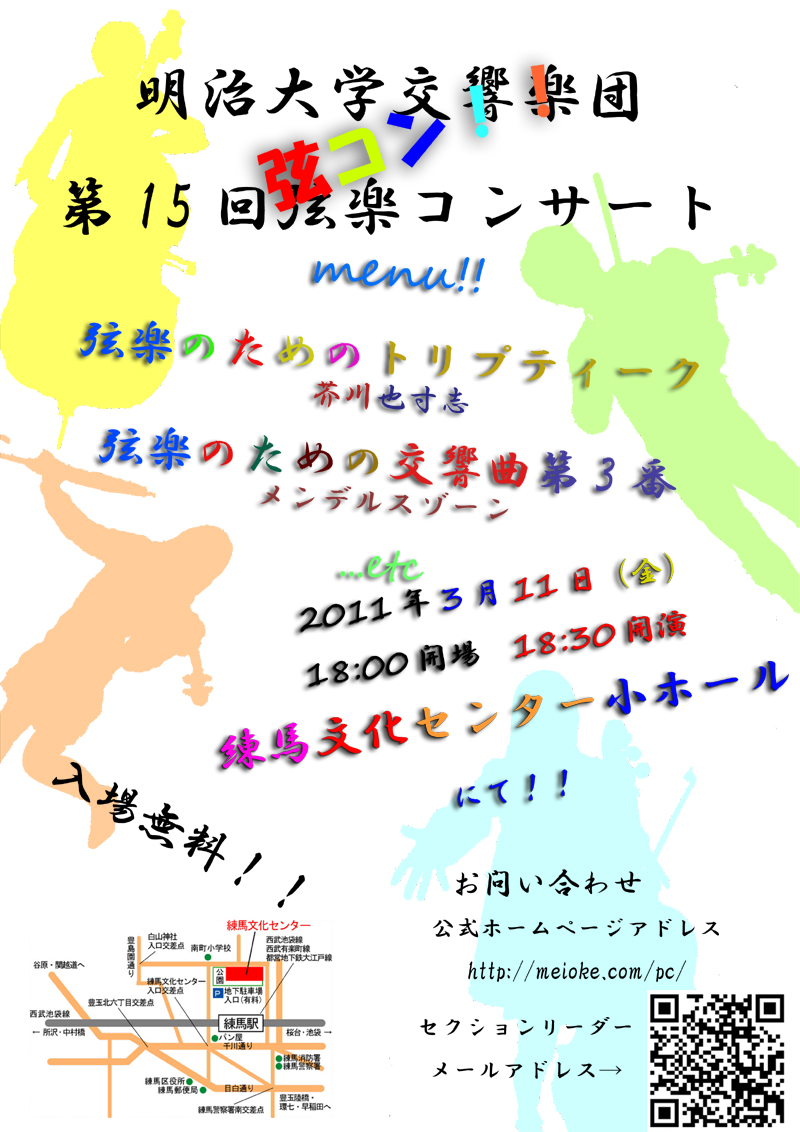 明治大学交響楽団
弦コン!!
第15回弦楽コンサート
menu!!
弦楽のためのトリプティーク
芥川也寸志
弦楽のための交響曲第3番
メンデルスゾーン
....etc
2011年3月11日(金)
18:00開場 18:30開演
練馬文化センター小ホール
にて!!
入場無料!!
お問い合わせ
公式ホームページアドレス
http://meioke.com/pc/
セクションリーダー
メールアドレス→
練馬文化センター
豊島園通り
白山神社
入口交差点
南町小学校
西武池袋線
西武有楽町線
都営地下鉄大江戸線
谷原・関越道へ
練馬文化センター
入口交差点
公園
P 地下駐車場
入口(有料)
豊玉北六丁目交差点
西武池袋線
← 所沢・中村橋
練馬駅
桜台・池袋 →
パン屋
千川通り
練馬消防署
練馬警察署
練馬区役所
練馬郵便局
目白通り
練馬警察署南交差点
豊玉陸橋・
環七・早稲田へ